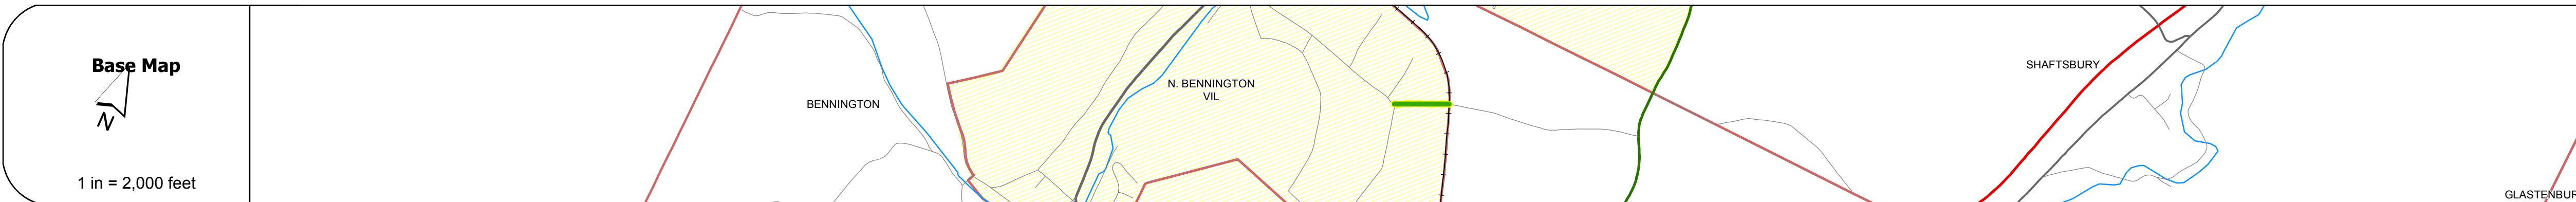 Base Map
N
1 in = 2,000 feet
BENNINGTON
N. BENNINGTON
VIL
SHAFTSBURY